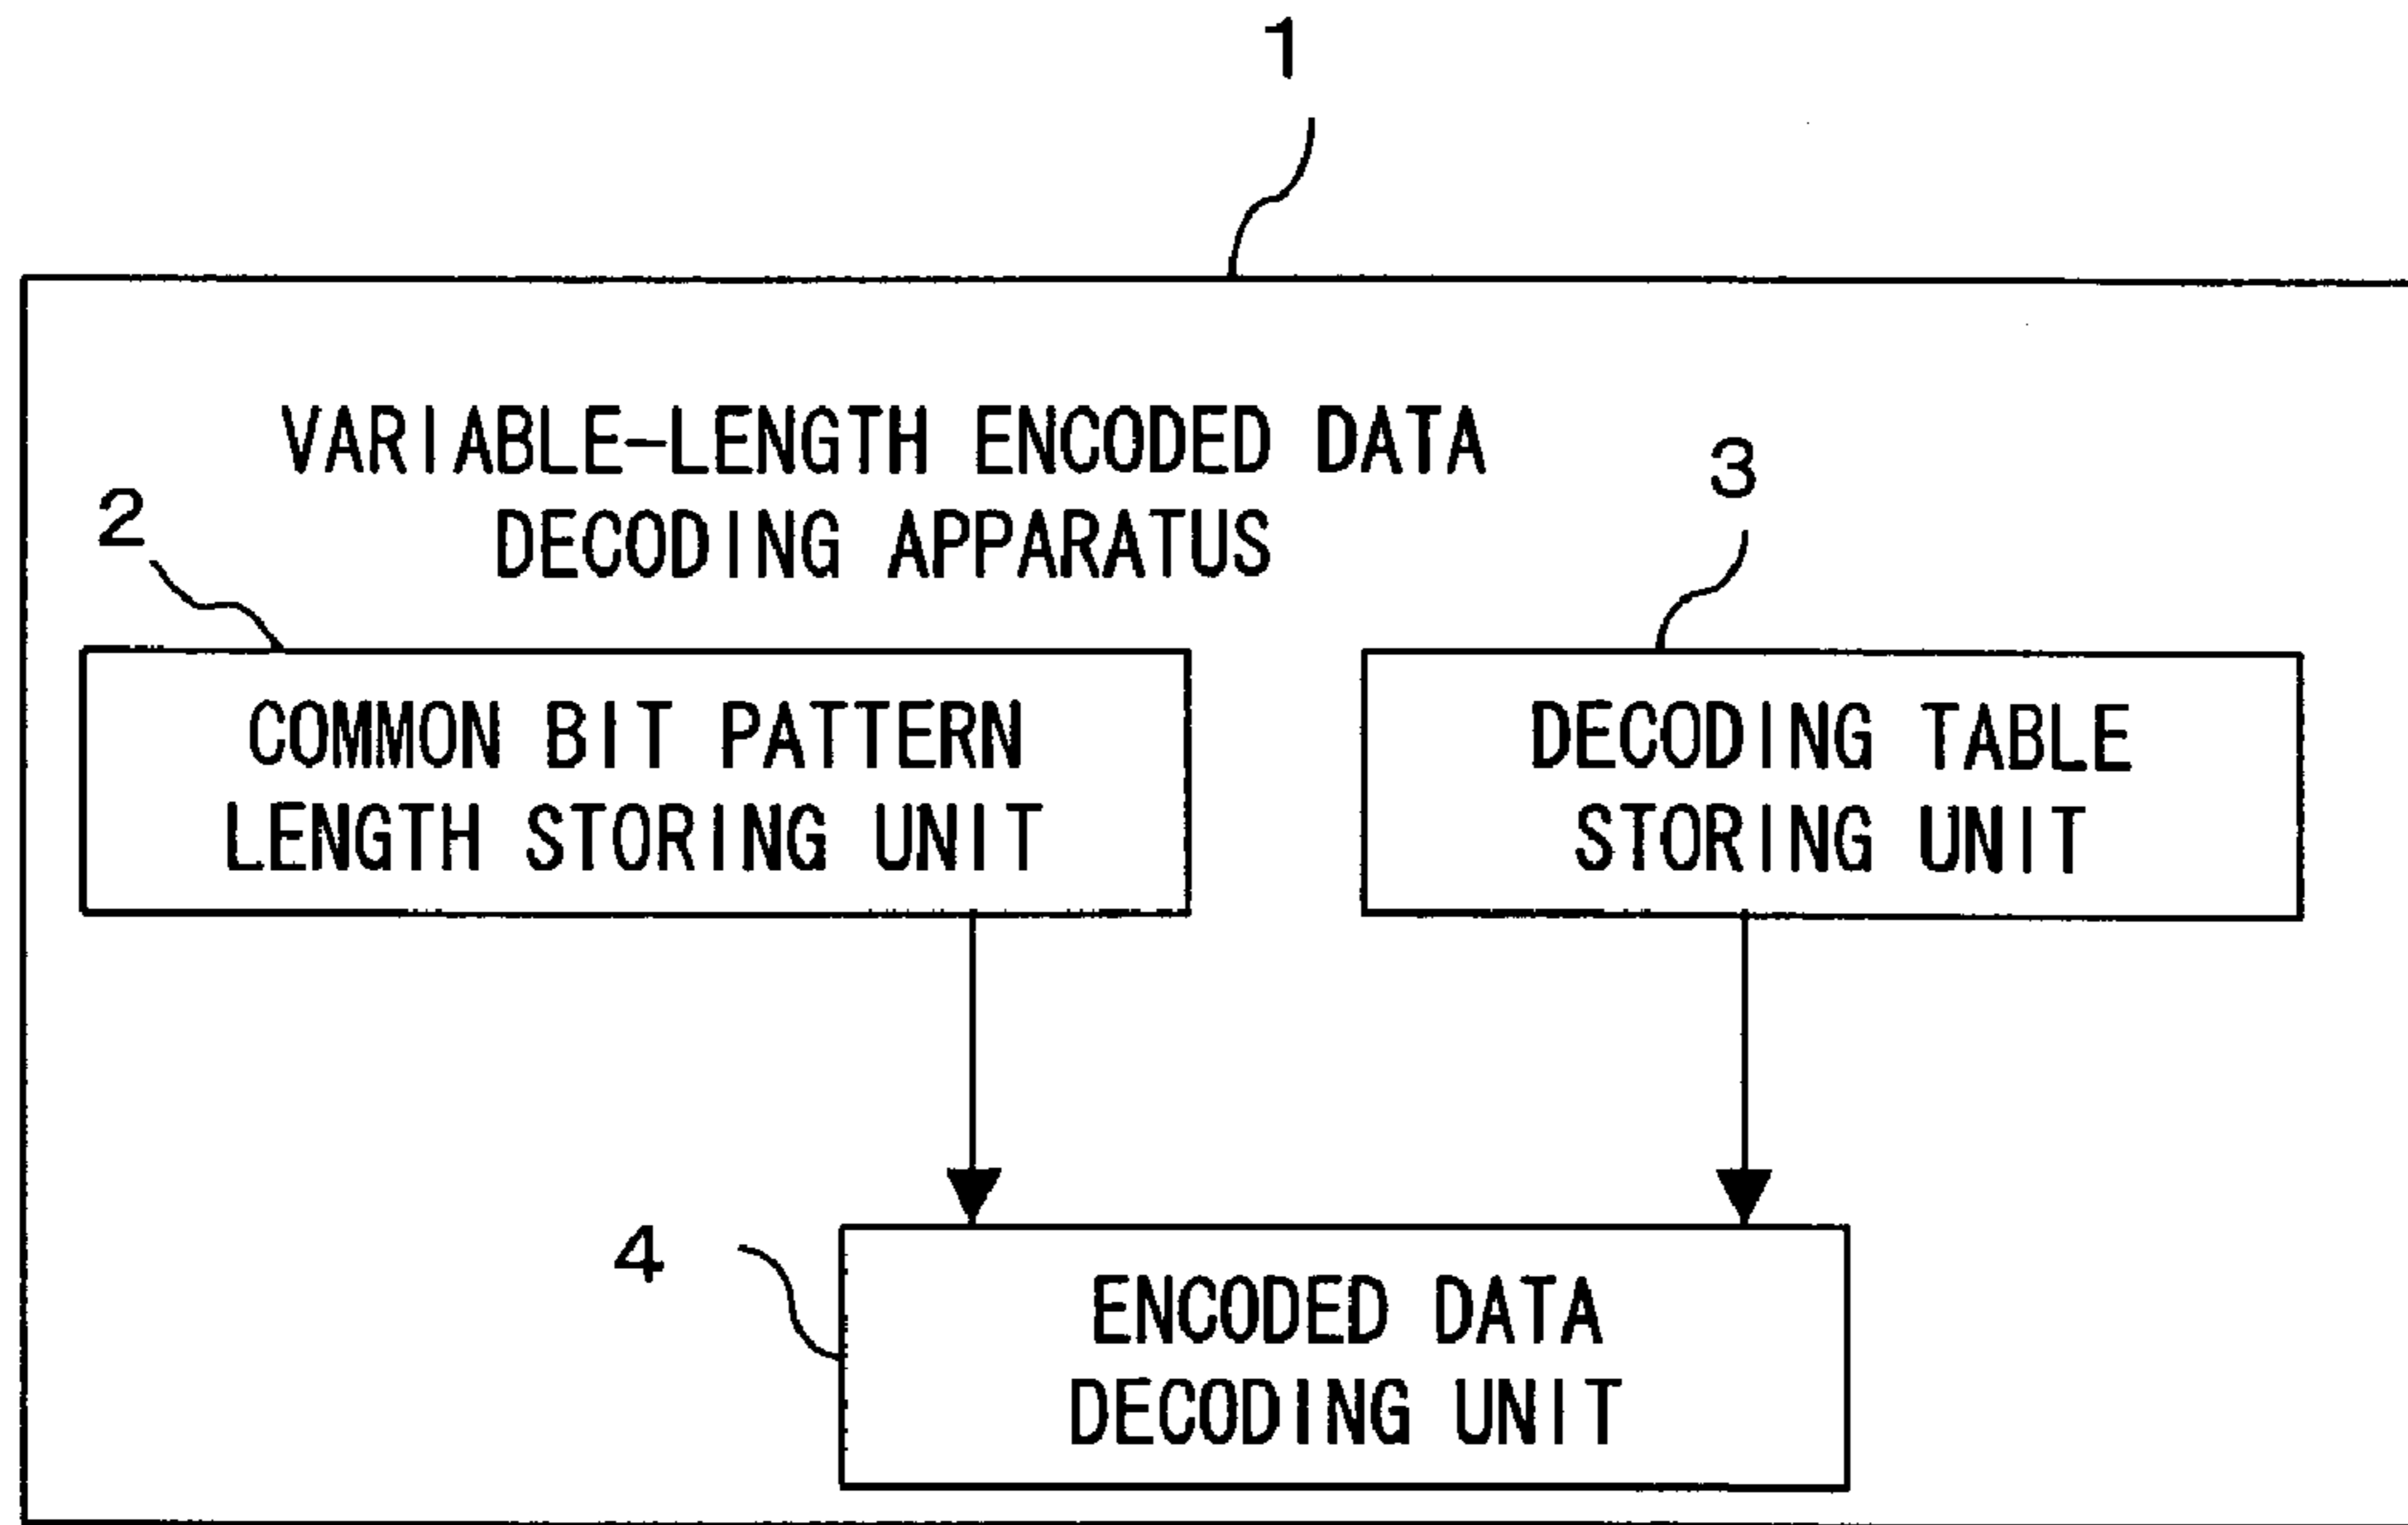 1
VARIABLE-LENGTH ENCODED DATA
DECODING APPARATUS
2
3
COMMON BIT PATTERN
LENGTH STORING UNIT
DECODING TABLE
STORING UNIT
4
ENCODED DATA
DECODING UNIT